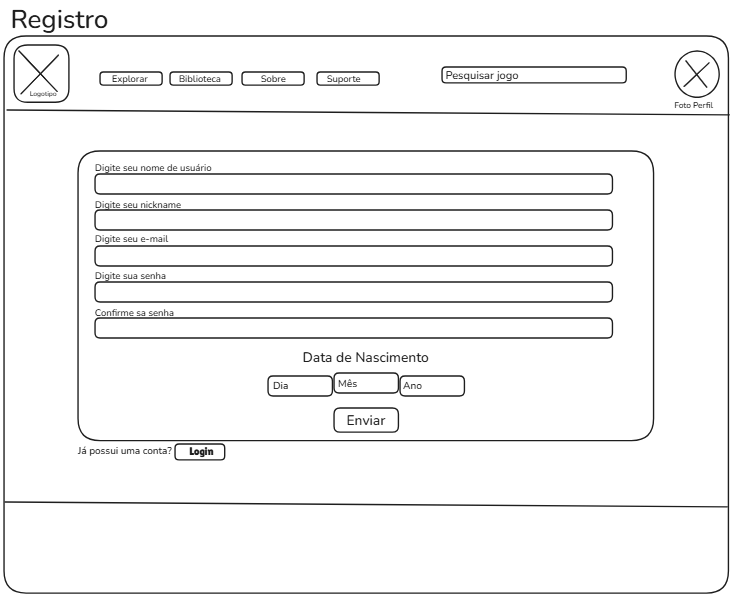 Registro
Logotipo
Explorar
Biblioteca
Sobre
Suporte
Pesquisar jogo
Foto Perfil
Digite seu nome de usuário
Digite seu nickname
Digite seu e-mail
Digite sua senha
Confirme sa senha
Data de Nascimento
Dia
Mês
Ano
Enviar
Já possui uma conta?
Login